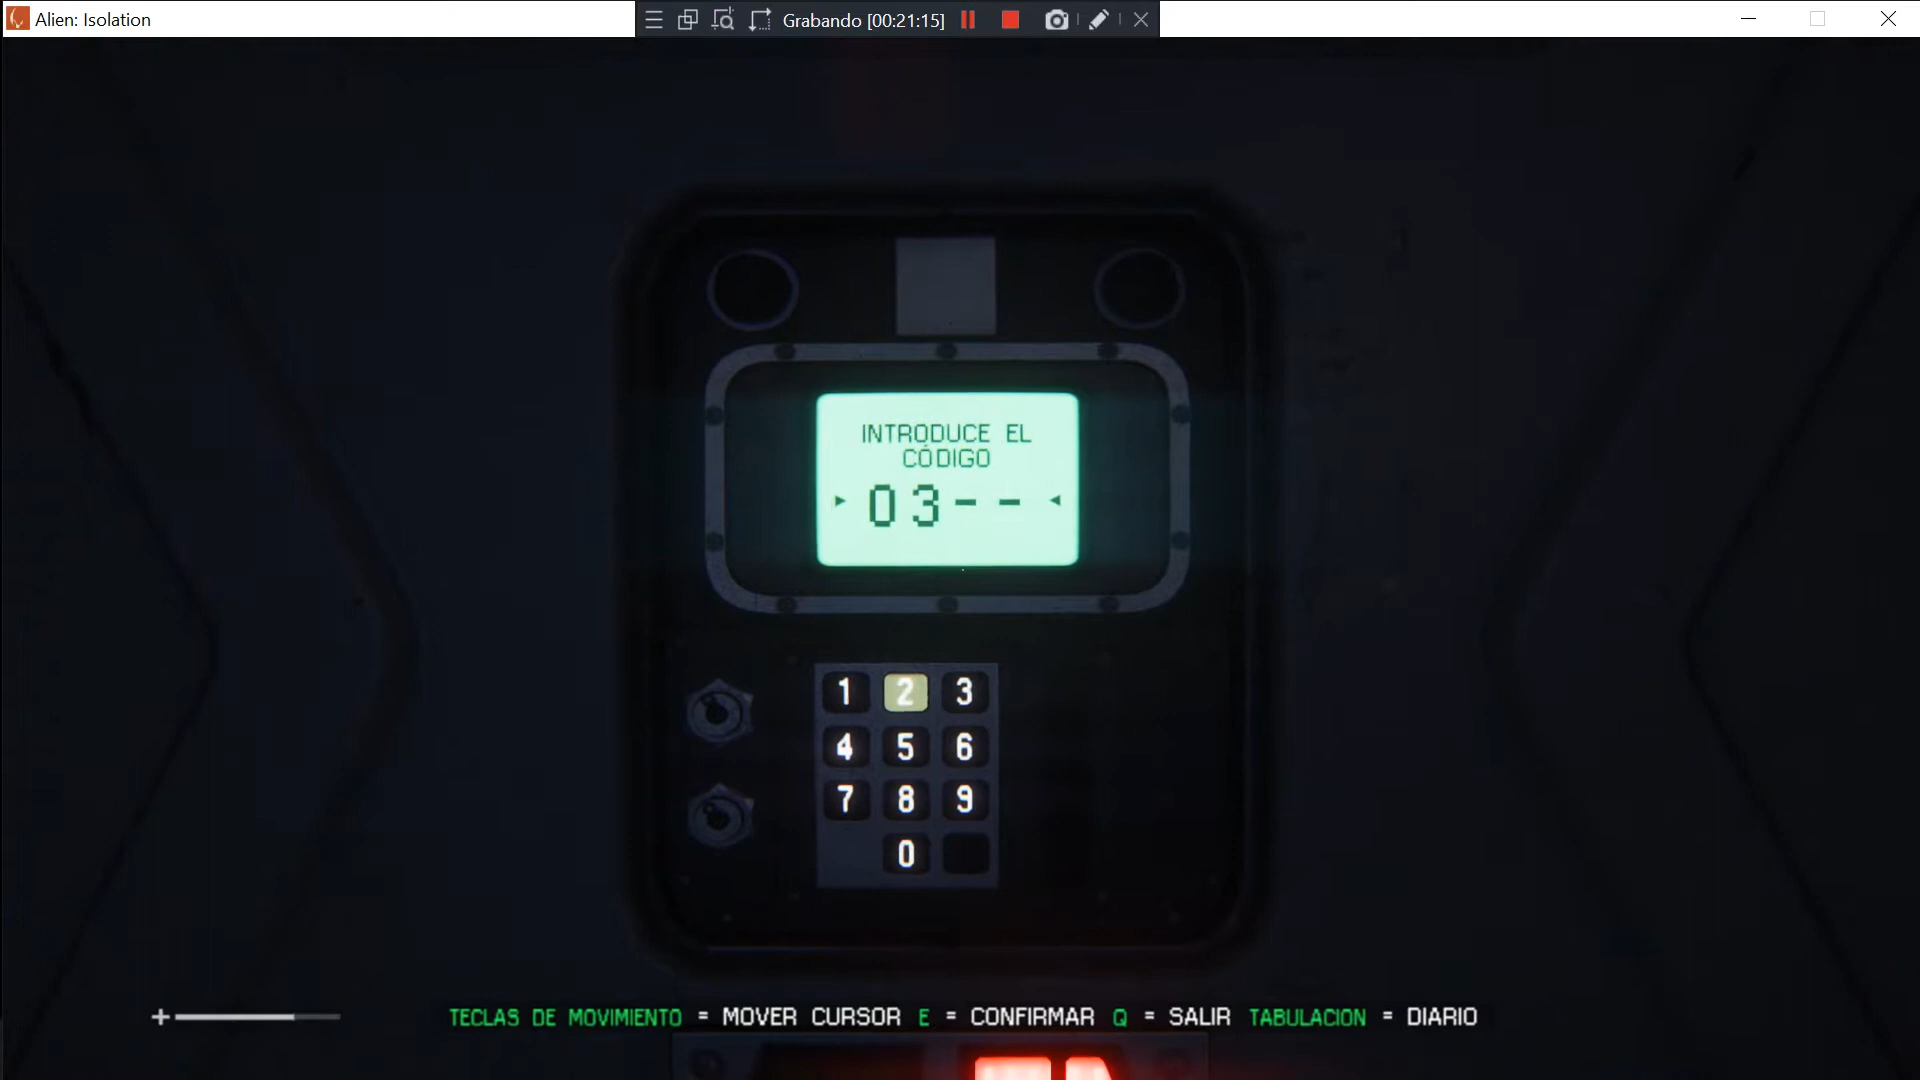 Alien: Isolation
Grabando [00:21:15]
INTRODUCE EL
CÓDIGO
03--
1 2 3
4 5 6
7 8 9
0
TECLAS DE MOVIMIENTO = MOVER CURSOR E = CONFIRMAR Q = SALIR TABULACION = DIARIO